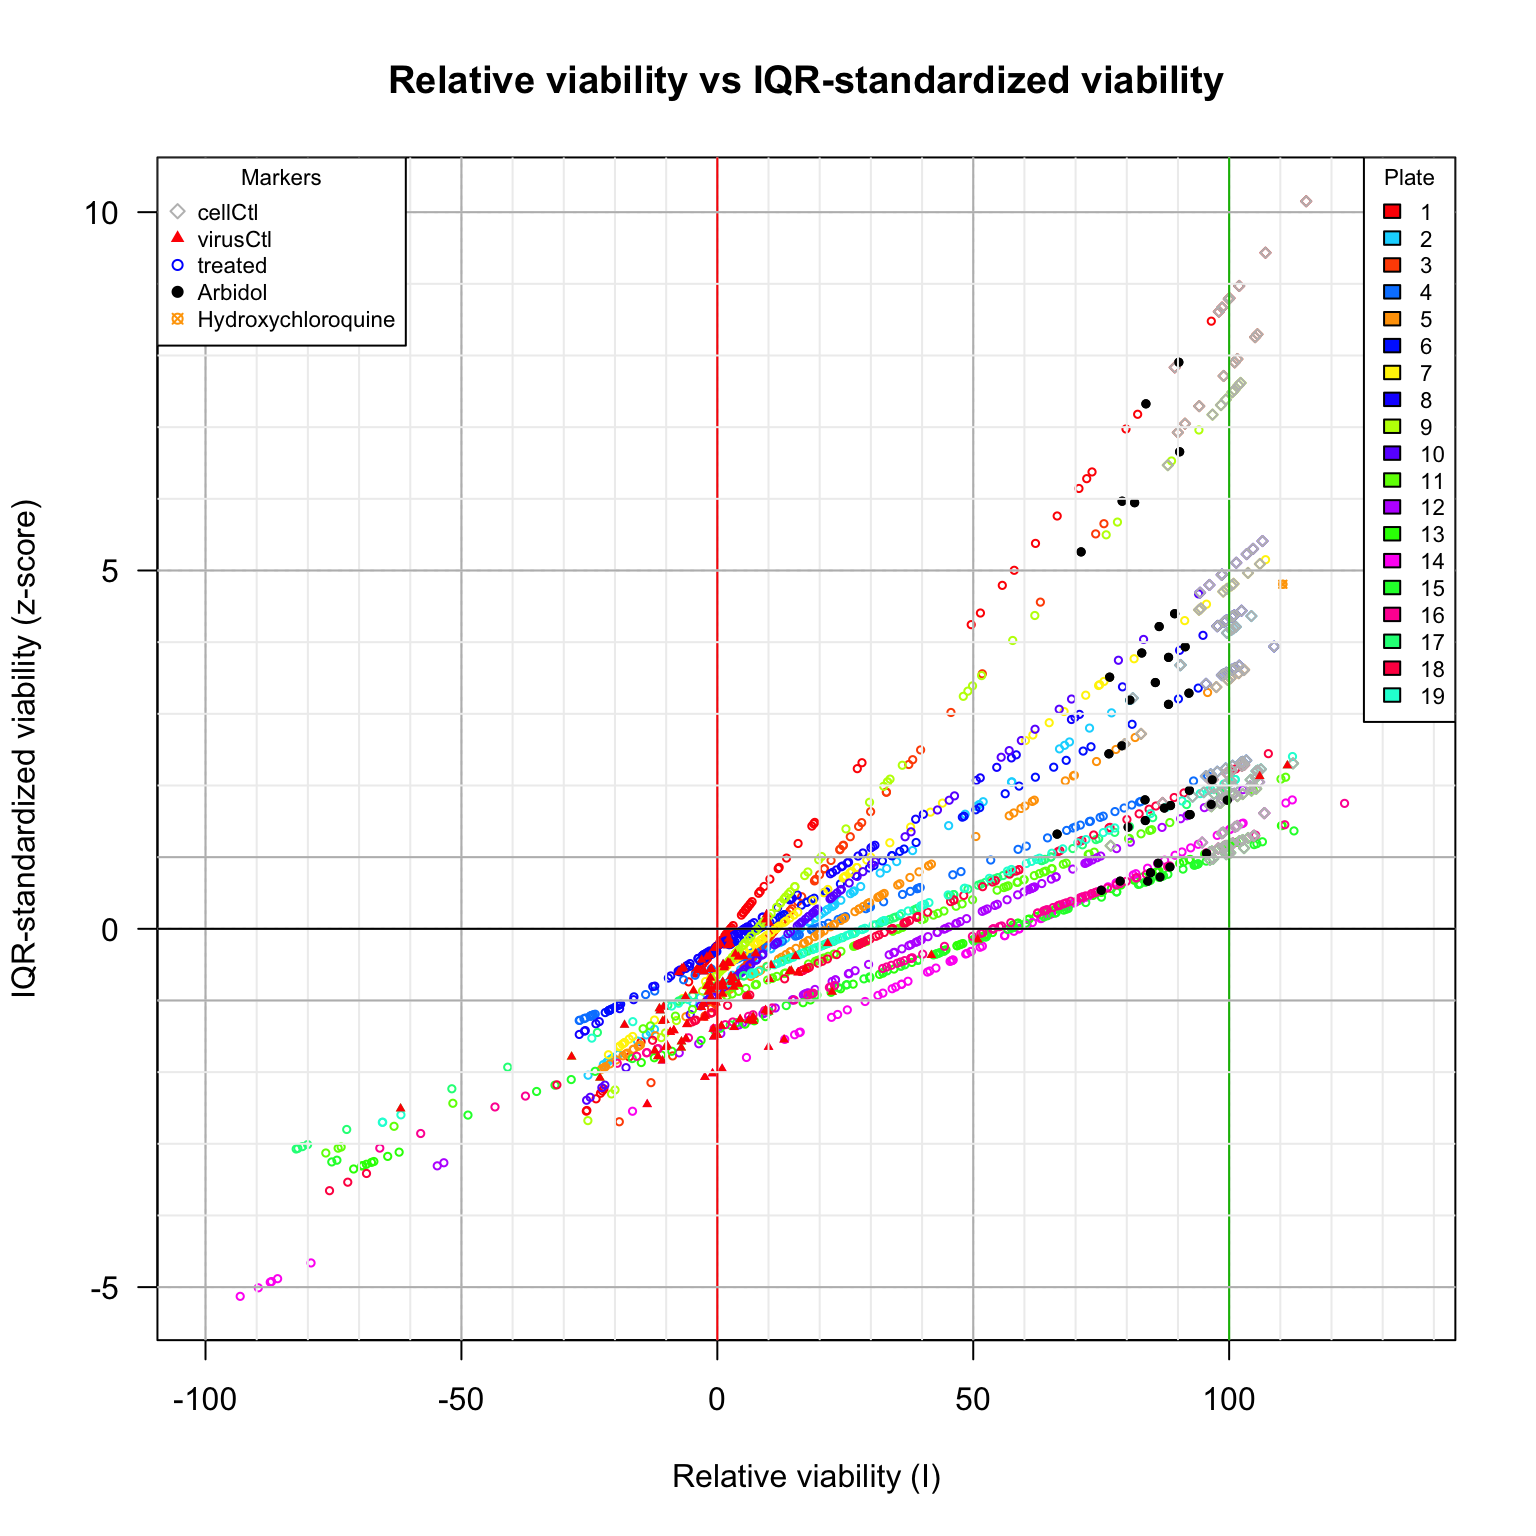 Relative viability vs IQR-standardized viability
Markers
cellCtl
virusCtl
treated
Arbidol
Hydroxychloroquine
Plate
1
2
3
4
5
6
7
8
9
10
11
12
13
14
15
16
17
18
19
IQR-standardized viability (z-score)
10
5
0
-5
-100
-50
0
50
100
Relative viability (I)